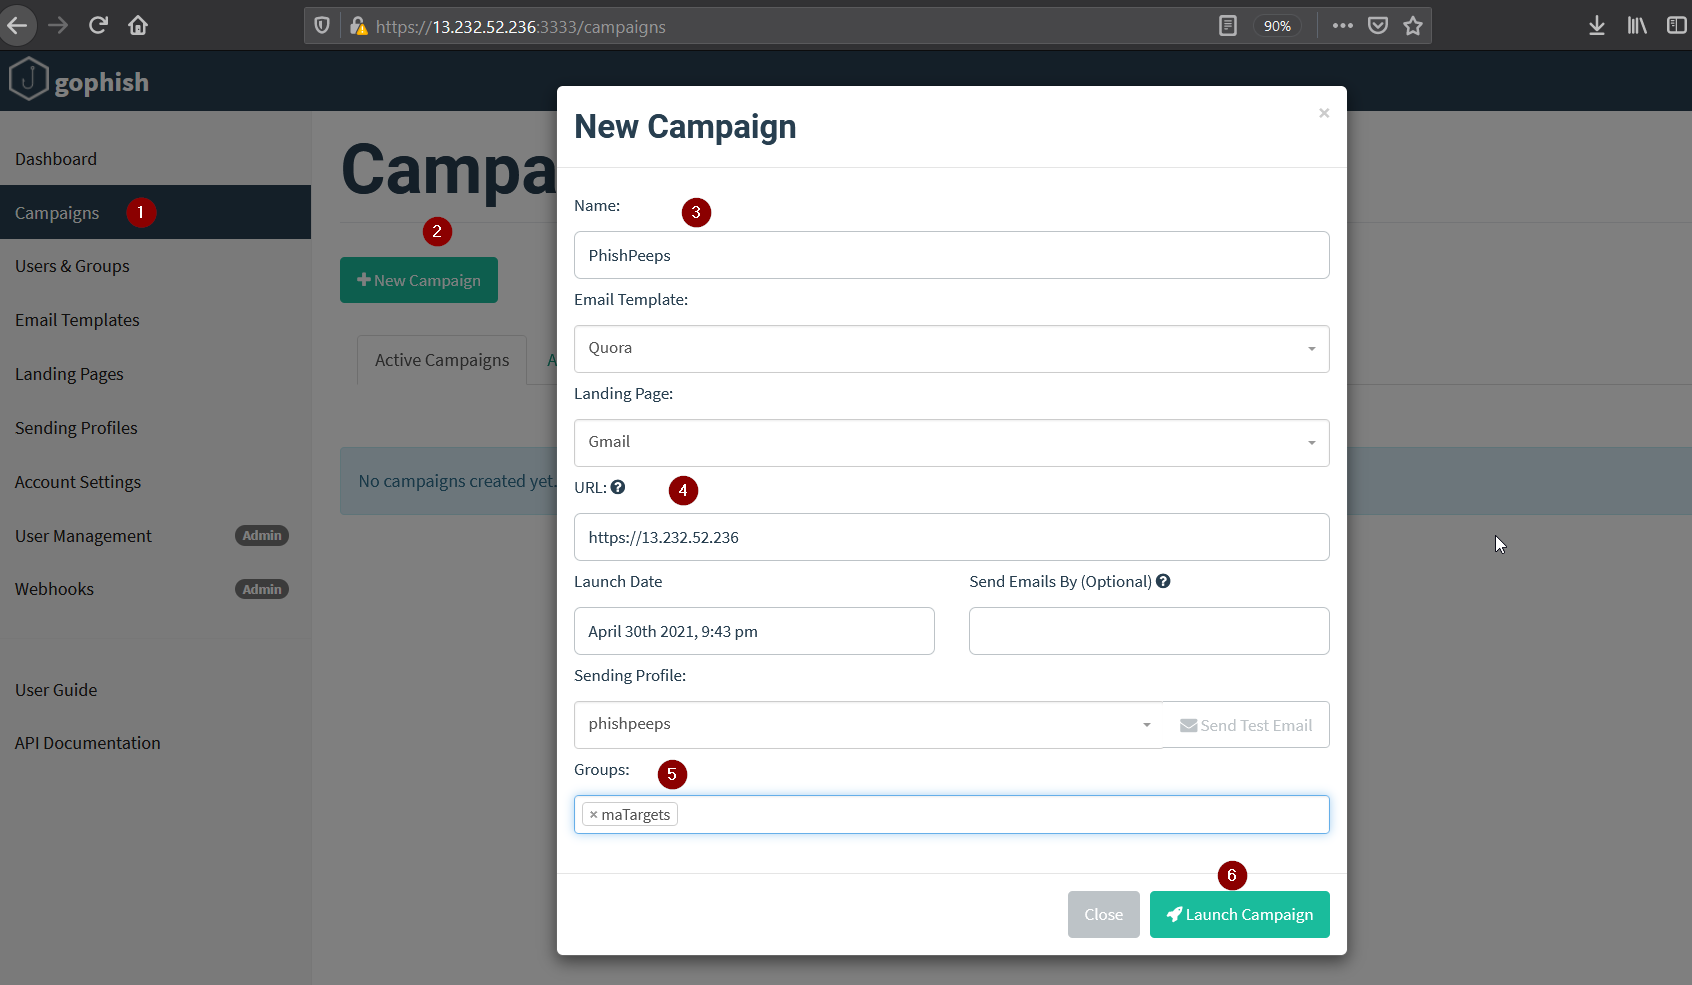 https://13.232.52.236:3333/campaigns
90%
gophish
Dashboard
Campaigns
1
Users & Groups
Email Templates
Landing Pages
Sending Profiles
Account Settings
User Management Admin
Webhooks Admin
User Guide
API Documentation
Campa
2
New Campaign
Active Campaigns A
No campaigns created yet.
New Campaign
×
Name:
3
PhishPeeps
Email Template:
Quora
Landing Page:
Gmail
URL:
4
https://13.232.52.236
Launch Date
Send Emails By (Optional)
April 30th 2021, 9:43 pm
Sending Profile:
phishpeeps
Send Test Email
Groups:
5
× maTargets
6
Close
Launch Campaign